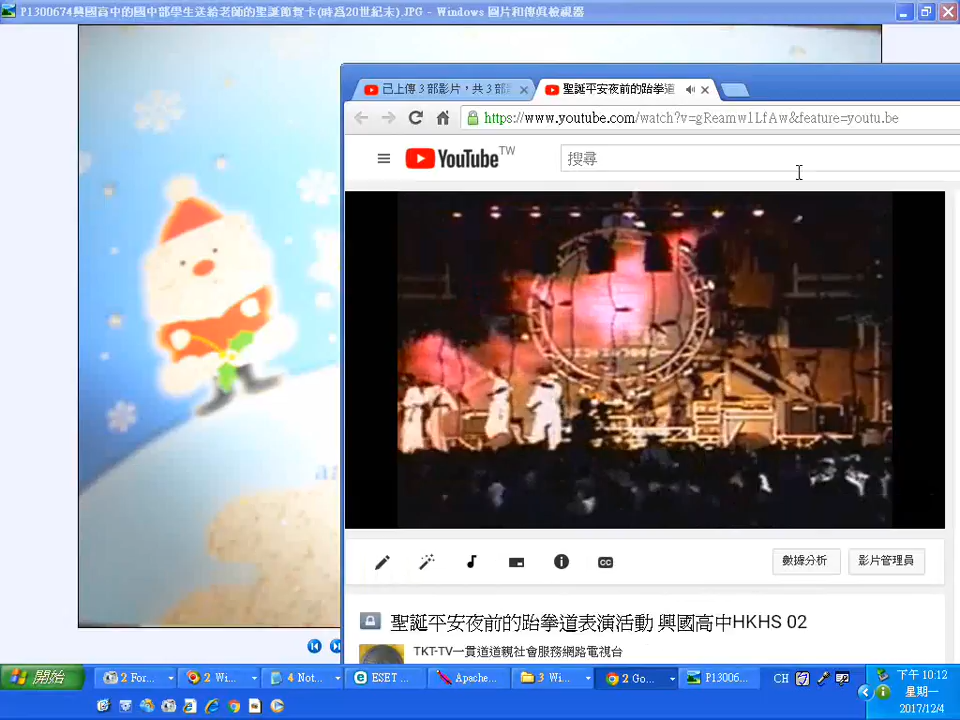 P1300674興國高中的國中部學生送給老師的聖誕節賀卡(時爲20世紀末).JPG - Windows 圖片和傳真檢視器
已上傳 3 部影片，共 3 部
聖誕平安夜前的跆拳道
https://www.youtube.com/watch?v=gReamw1LfAw&feature=youtu.be
YouTube TW
搜尋
數據分析
影片管理員
聖誕平安夜前的跆拳道表演活動 興國高中HKHS 02
TKT-TV一貫道道親社會服務網路電視台
開始
2 For...
2 Wi...
4 Not...
ESET ...
Apache...
3 Wi...
2 Go...
P13006...
CH
下午 10:12
星期一
2017/12/4